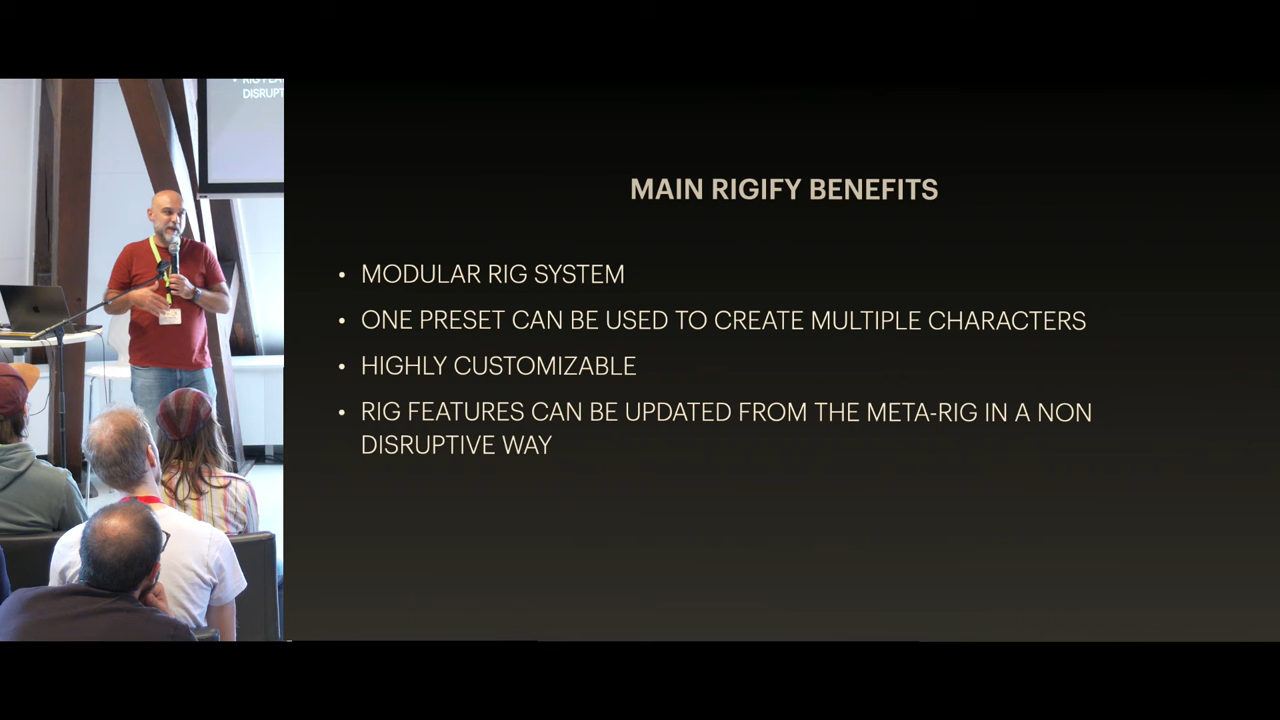 DISRUPT
MAIN RIGIFY BENEFITS
• MODULAR RIG SYSTEM
• ONE PRESET CAN BE USED TO CREATE MULTIPLE CHARACTERS
• HIGHLY CUSTOMIZABLE
• RIG FEATURES CAN BE UPDATED FROM THE META-RIG IN A NON
DISRUPTIVE WAY